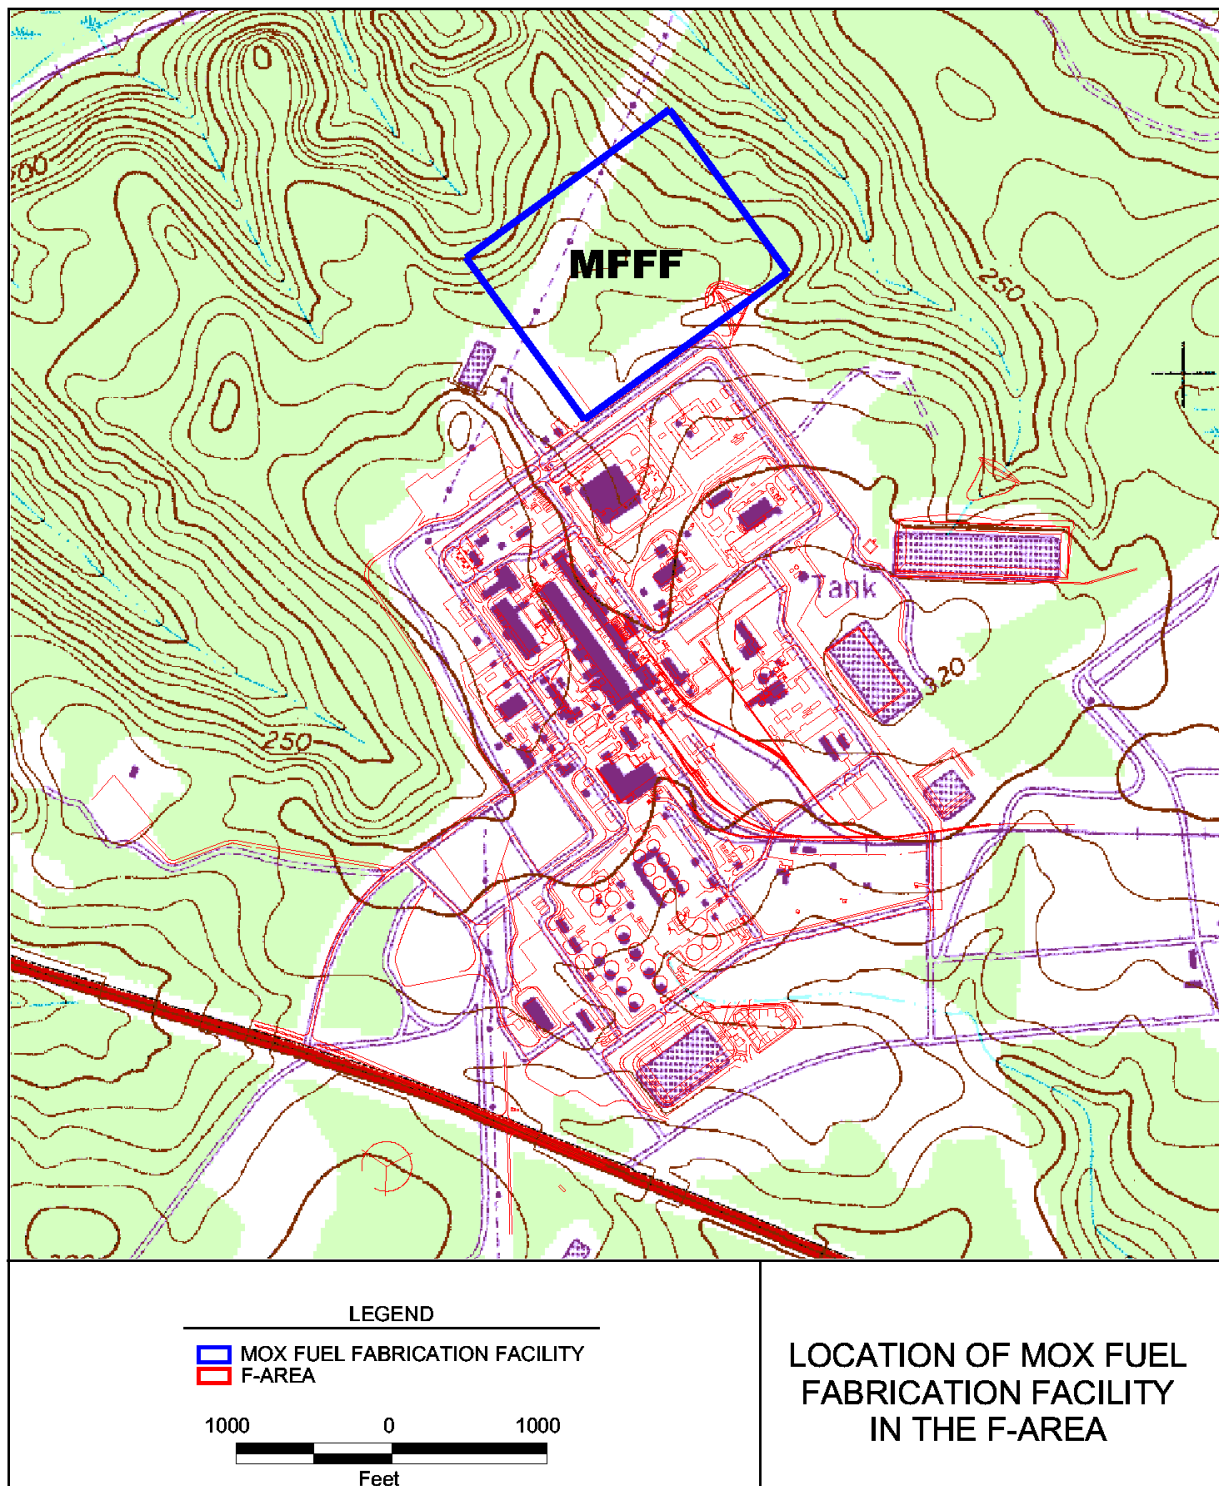 MFFF
250
Tank
320
250
LEGEND
MOX FUEL FABRICATION FACILITY
F-AREA
1000 0 1000
Feet
LOCATION OF MOX FUEL
FABRICATION FACILITY
IN THE F-AREA